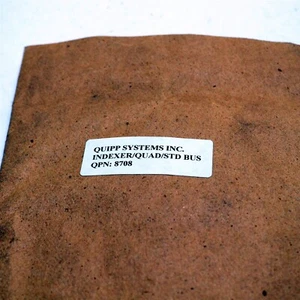 QUIPP SYSTEMS INC.
INDEXER/QUAD/STD BUS
QPN: 8708